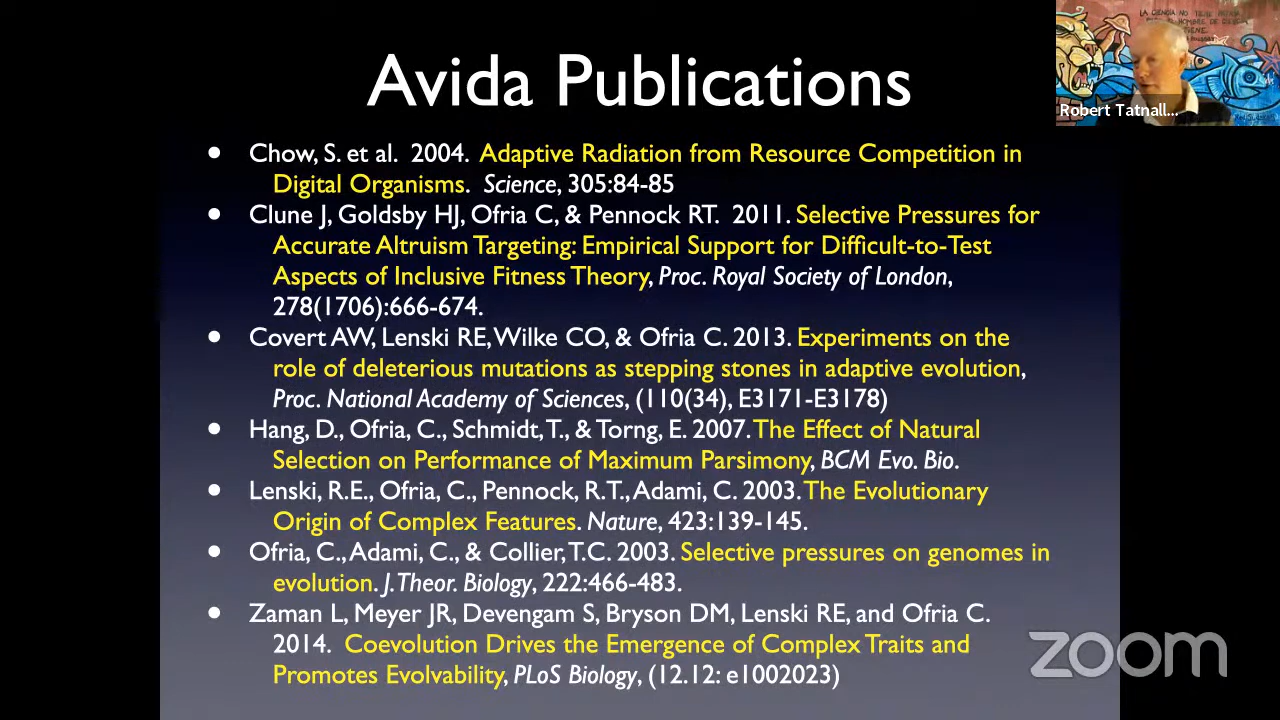 Avida Publications
LA CIENCIA NO TIENE PATRIA
Robert Tatnall...
• Chow, S. et al. 2004. Adaptive Radiation from Resource Competition in
Digital Organisms. Science, 305:84-85
• Clune J, Goldsby HJ, Ofria C, & Pennock RT. 2011. Selective Pressures for
Accurate Altruism Targeting: Empirical Support for Difficult-to-Test
Aspects of Inclusive Fitness Theory, Proc. Royal Society of London,
278(1706):666-674.
• Covert AW, Lenski RE, Wilke CO, & Ofria C. 2013. Experiments on the
role of deleterious mutations as stepping stones in adaptive evolution,
Proc. National Academy of Sciences, (110(34), E3171-E3178)
• Hang, D., Ofria, C., Schmidt, T., & Torng, E. 2007. The Effect of Natural
Selection on Performance of Maximum Parsimony, BCM Evo. Bio.
• Lenski, R.E., Ofria, C., Pennock, R.T., Adami, C. 2003. The Evolutionary
Origin of Complex Features. Nature, 423:139-145.
• Ofria, C., Adami, C., & Collier, T.C. 2003. Selective pressures on genomes in
evolution. J. Theor. Biology, 222:466-483.
• Zaman L, Meyer JR, Devengam S, Bryson DM, Lenski RE, and Ofria C.
2014. Coevolution Drives the Emergence of Complex Traits and
Promotes Evolvability, PLoS Biology, (12.12: e1002023)
zoom